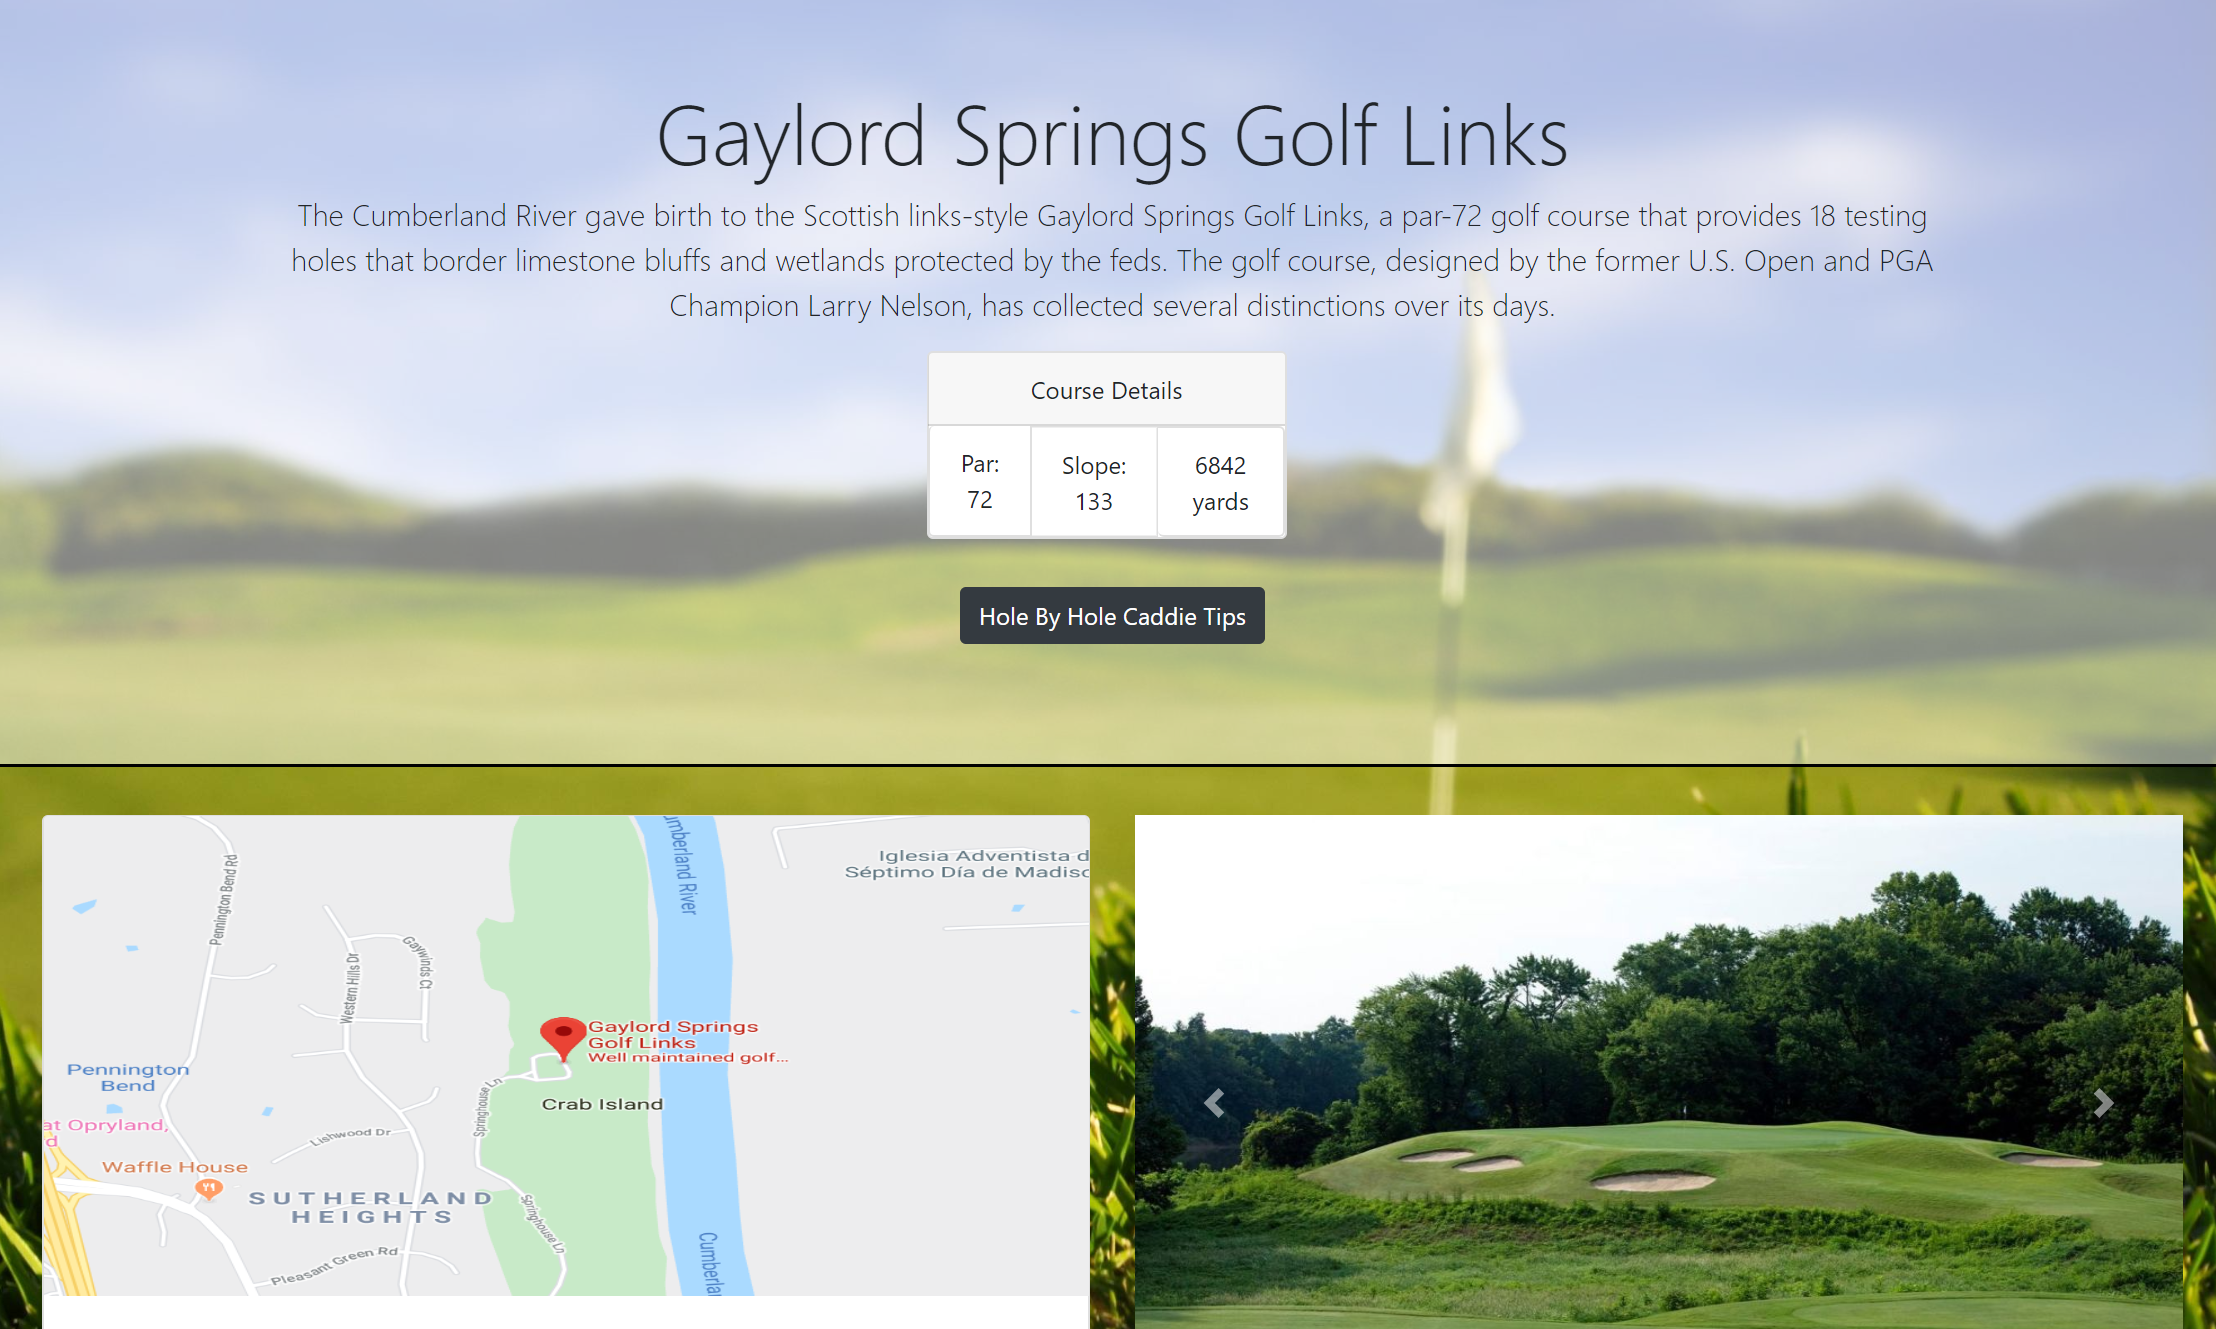 Gaylord Springs Golf Links
The Cumberland River gave birth to the Scottish links-style Gaylord Springs Golf Links, a par-72 golf course that provides 18 testing
holes that border limestone bluffs and wetlands protected by the feds. The golf course, designed by the former U.S. Open and PGA
Champion Larry Nelson, has collected several distinctions over its days.
Course Details
Par:
72
Slope:
133
6842
yards
Hole By Hole Caddie Tips
Pennington Bend Rd
Western Hills Dr
Gaywinds Ct
umberland River
Iglesia Adventista d
Séptimo Día de Madisc
Gaylord Springs
Golf Links
Well maintained golf...
Crab Island
Springhouse Ln
Pennington
Bend
at Opryland,
d
Lishwood Dr
Waffle House
SUTHERLAND
HEIGHTS
Springhouse Ln
Pleasant Green Rd
Cumberla